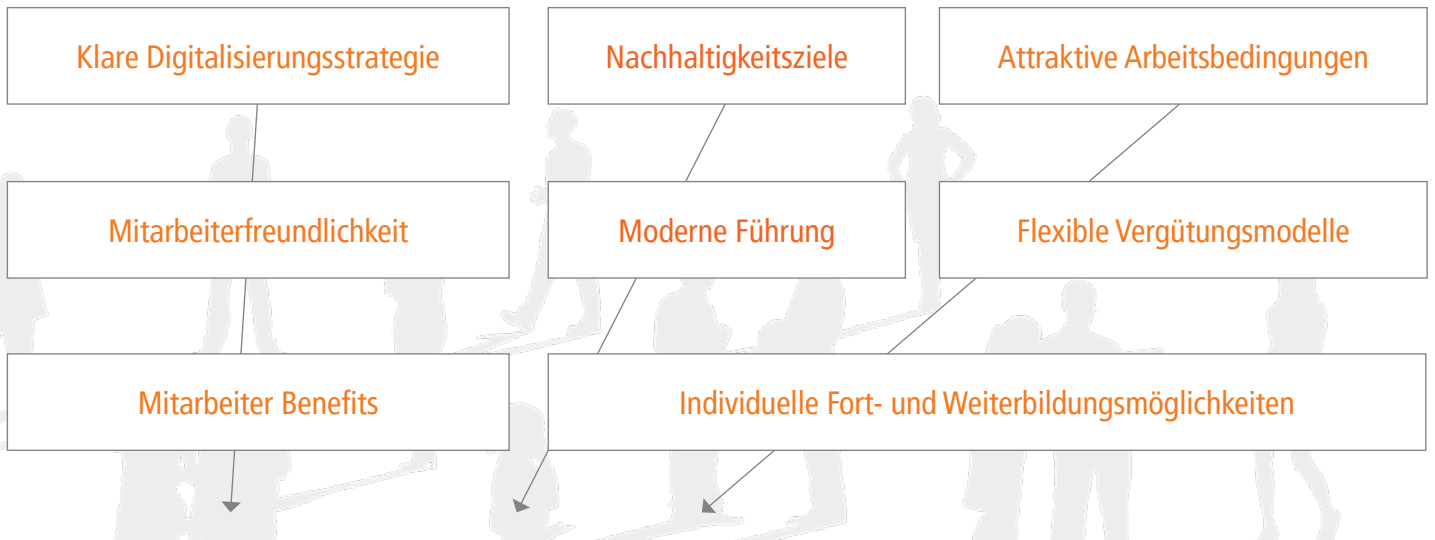 Klare Digitalisierungsstrategie
Nachhaltigkeitsziele
Attraktive Arbeitsbedingungen
Mitarbeiterfreundlichkeit
Moderne Führung
Flexible Vergütungsmodelle
Mitarbeiter Benefits
Individuelle Fort- und Weiterbildungsmöglichkeiten